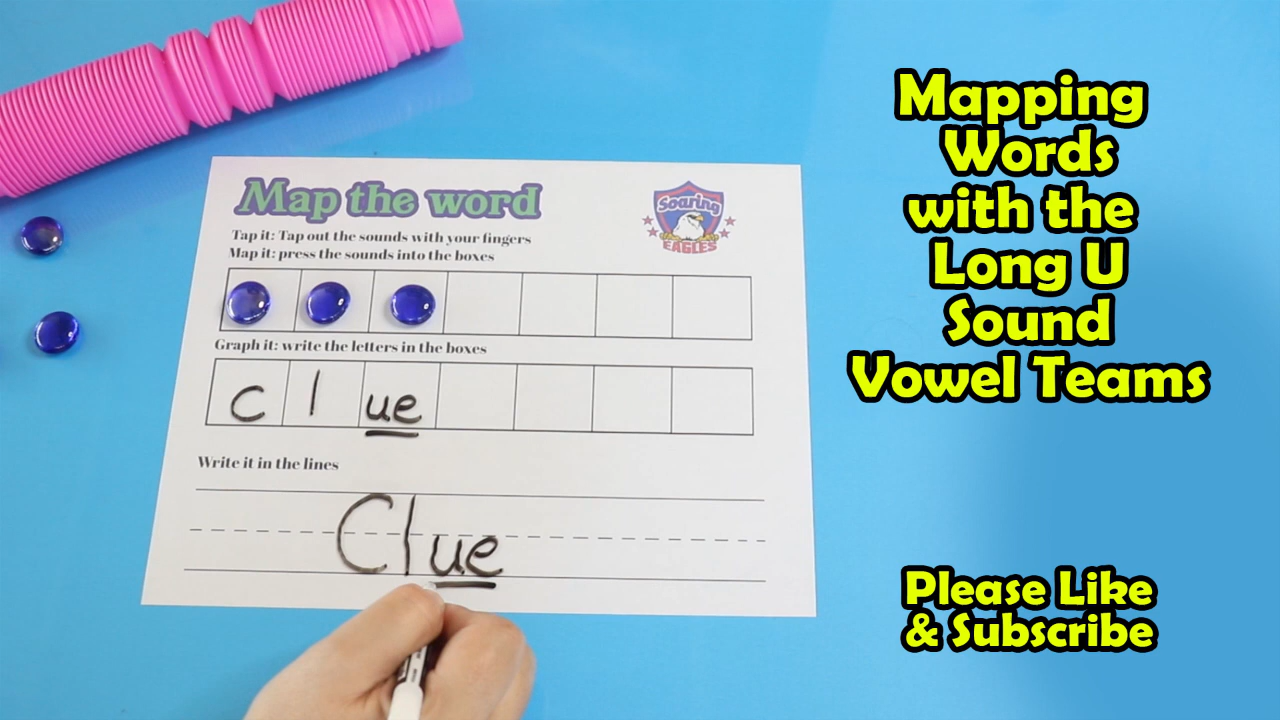 Map the word
Soaring
EAGLES
Tap it: Tap out the sounds with your fingers
Map it: press the sounds into the boxes
Graph it: write the letters in the boxes
c l ue
Write it in the lines
Clue
Mapping
Words
with the
Long U
Sound
Vowel Teams
Please Like
& Subscribe